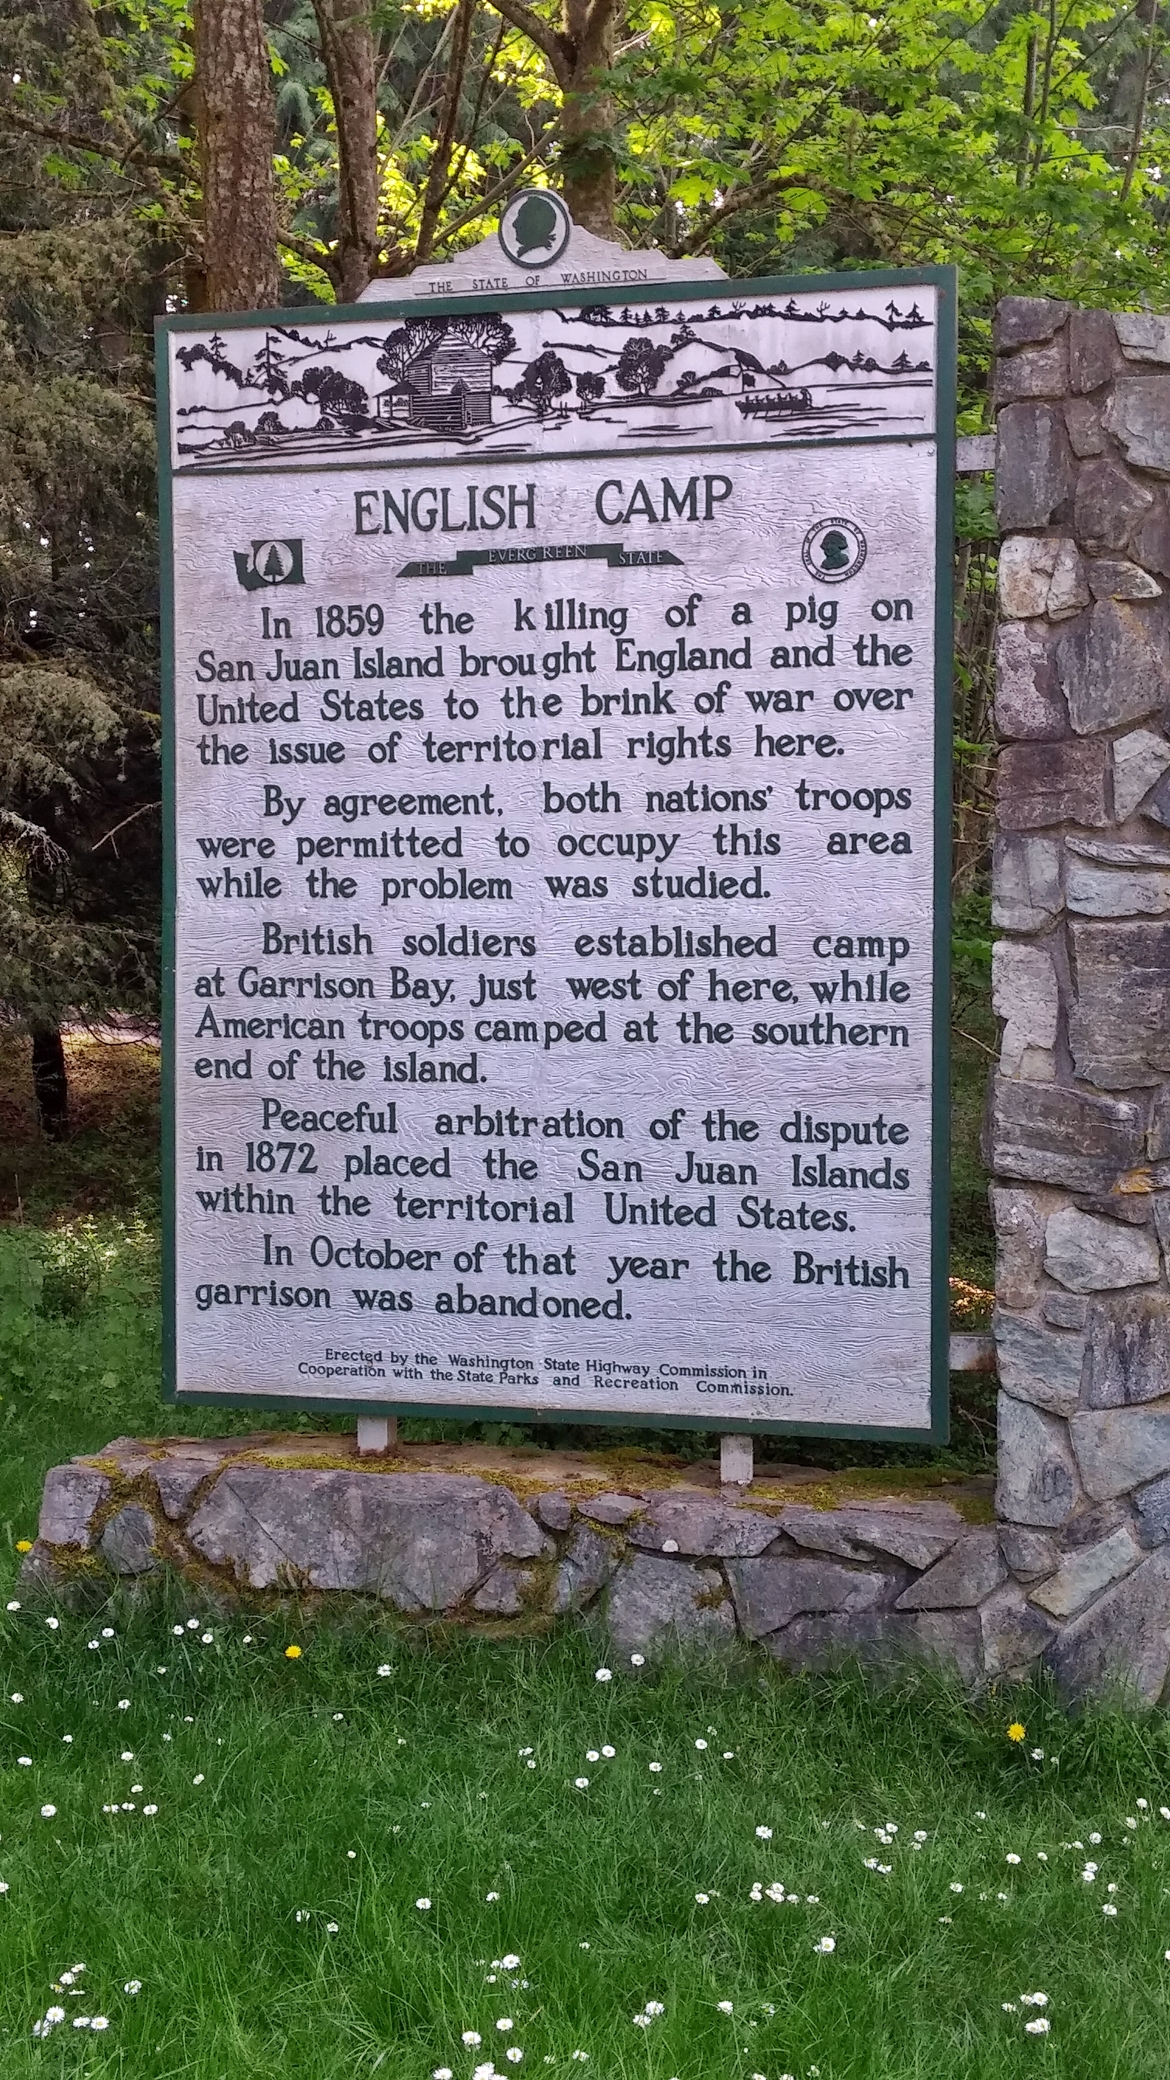 THE STATE OF WASHINGTON
ENGLISH CAMP
THE EVERGREEN STATE
In 1859 the killing of a pig on
San Juan Island brought England and the
United States to the brink of war over
the issue of territorial rights here.
By agreement, both nations' troops
were permitted to occupy this area
while the problem was studied.
British soldiers established camp
at Garrison Bay, just west of here, while
American troops camped at the southern
end of the island.
Peaceful arbitration of the dispute
in 1872 placed the San Juan Islands
within the territorial United States.
In October of that year the British
garrison was abandoned.
Erected by the Washington State Highway Commission in
Cooperation with the State Parks and Recreation Commission.